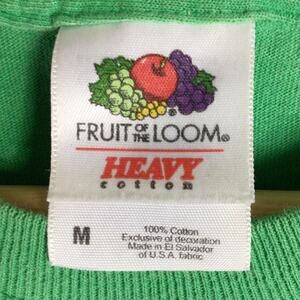 FRUIT OF THE LOOM®
HEAVY
cotton
M
100% Cotton
Exclusive of decoration
Made in El Salvador
of U.S.A. fabric